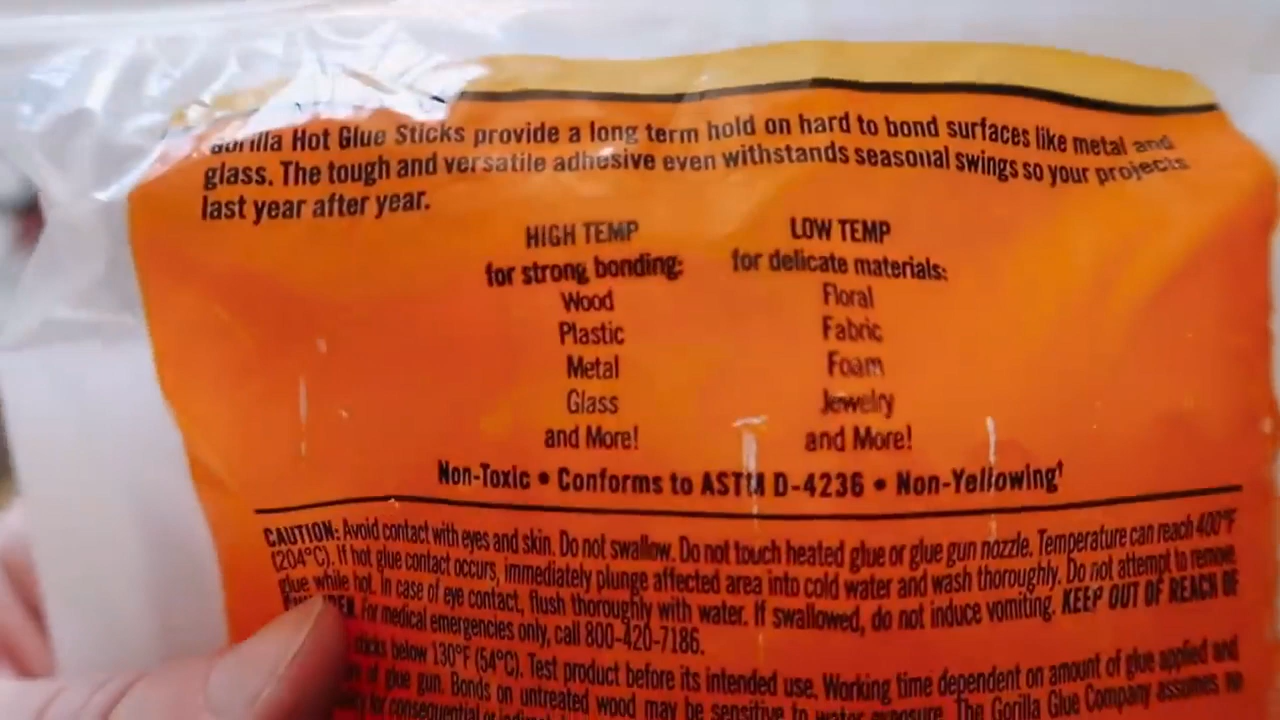 Gorilla Hot Glue Sticks provide a long term hold on hard to bond surfaces like metal and
glass. The tough and versatile adhesive even withstands seasonal swings so your projects
last year after year.
HIGH TEMP
for strong bonding:
Wood
Plastic
Metal
Glass
and More!
LOW TEMP
for delicate materials:
Floral
Fabric
Foam
Jewelry
and More!
Non-Toxic • Conforms to ASTM D-4236 • Non-Yellowing†
CAUTION: Avoid contact with eyes and skin. Do not swallow. Do not touch heated glue or glue gun nozzle. Temperature can reach 400°F
(204°C). If hot glue contact occurs, immediately plunge affected area into cold water and wash thoroughly. Do not attempt to remove
glue while hot. In case of eye contact, flush thoroughly with water. If swallowed, do not induce vomiting. KEEP OUT OF REACH OF
For medical emergencies only, call 800-420-7186.
sticks below 130°F (54°C). Test product before its intended use. Working time dependent on amount of glue applied and
of glue gun. Bonds on untreated wood may be sensitive to water exposure. The Gorilla Glue Company assumes no
for consequential or